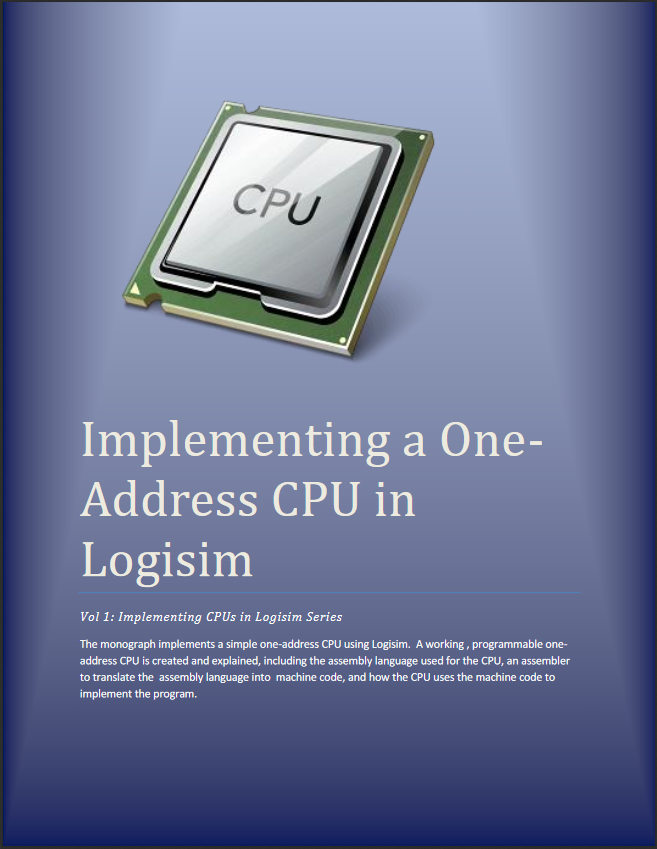 CPU
Implementing a One-
Address CPU in
Logisim
Vol 1: Implementing CPUs in Logisim Series
The monograph implements a simple one-address CPU using Logisim.  A working , programmable one-
address CPU is created and explained, including the assembly language used for the CPU, an assembler
to translate the  assembly language into  machine code, and how the CPU uses the machine code to
implement the program.